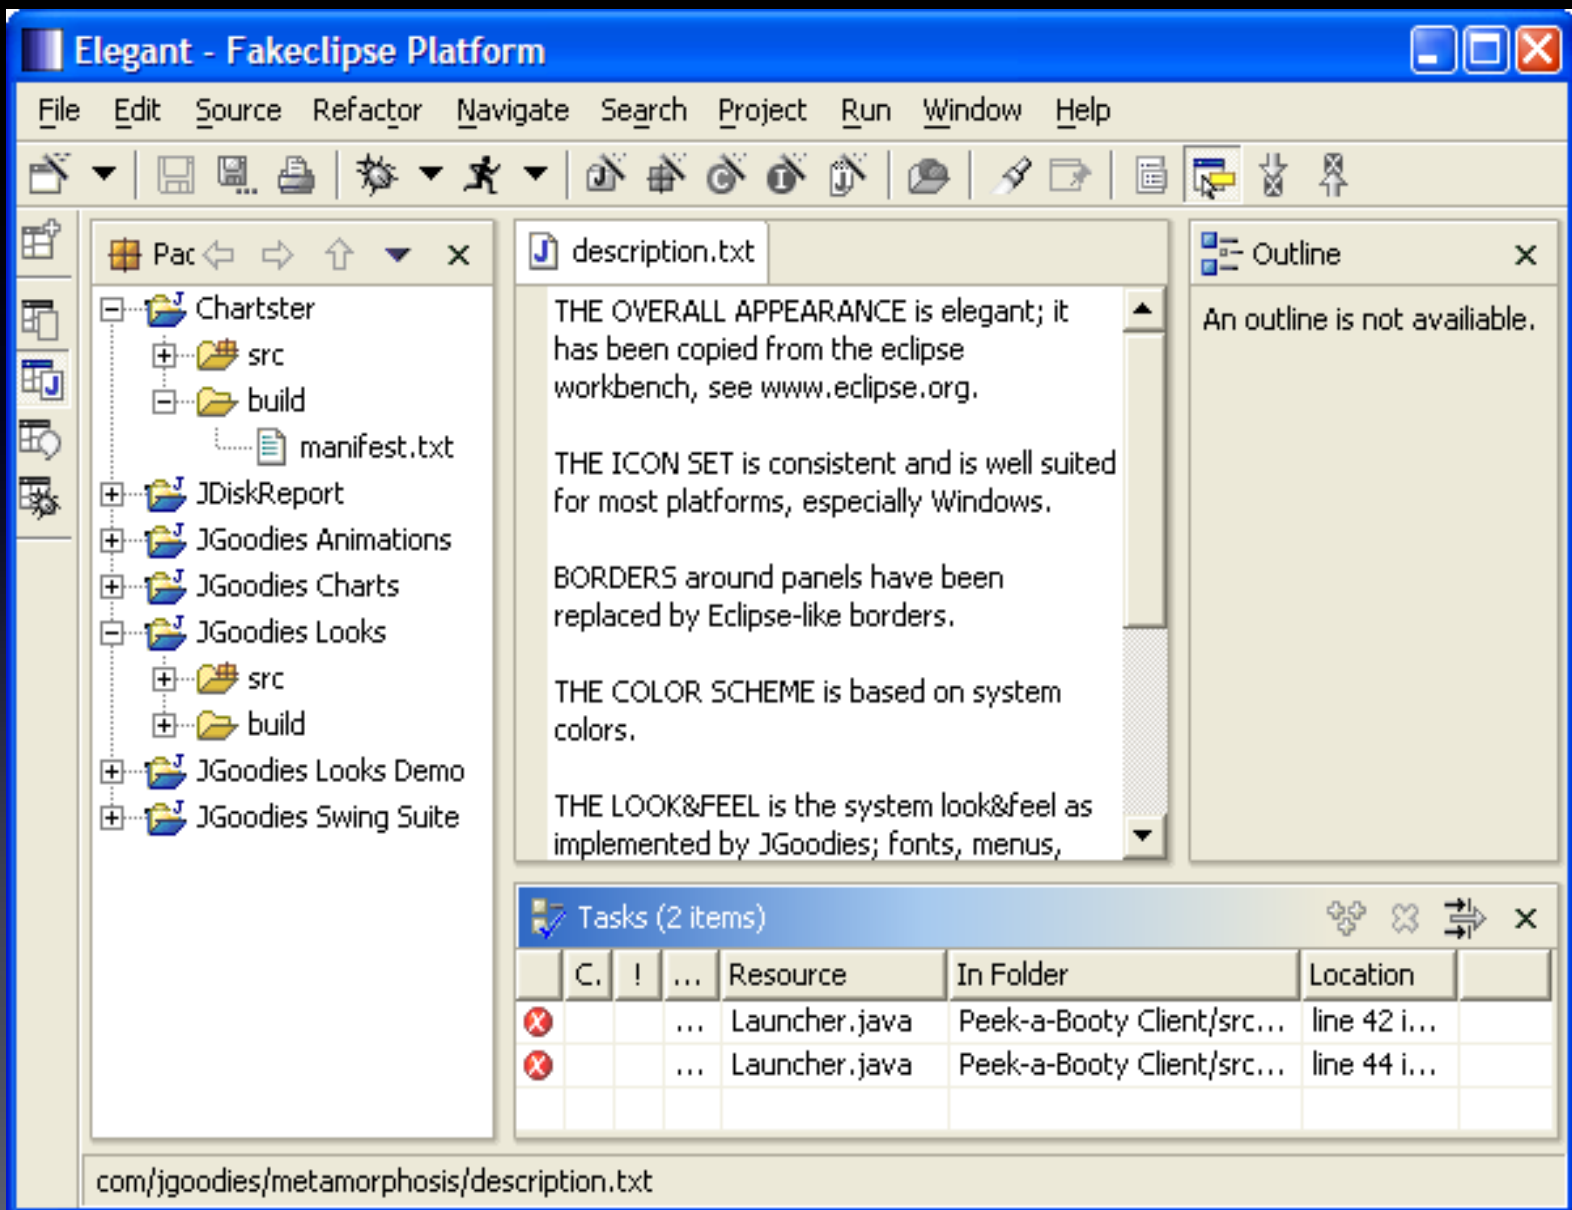 Elegant - Fakeclipse Platform
File Edit Source Refactor Navigate Search Project Run Window Help
Pac
Chartster
src
build
manifest.txt
JDiskReport
JGoodies Animations
JGoodies Charts
JGoodies Looks
src
build
JGoodies Looks Demo
JGoodies Swing Suite
description.txt
THE OVERALL APPEARANCE is elegant; it
has been copied from the eclipse
workbench, see www.eclipse.org.
THE ICON SET is consistent and is well suited
for most platforms, especially Windows.
BORDERS around panels have been
replaced by Eclipse-like borders.
THE COLOR SCHEME is based on system
colors.
THE LOOK&FEEL is the system look&feel as
implemented by JGoodies; fonts, menus,
Outline
An outline is not availiable.
Tasks (2 items)
C. ! ... Resource In Folder Location
... Launcher.java Peek-a-Booty Client/src... line 42 i...
... Launcher.java Peek-a-Booty Client/src... line 44 i...
com/jgoodies/metamorphosis/description.txt